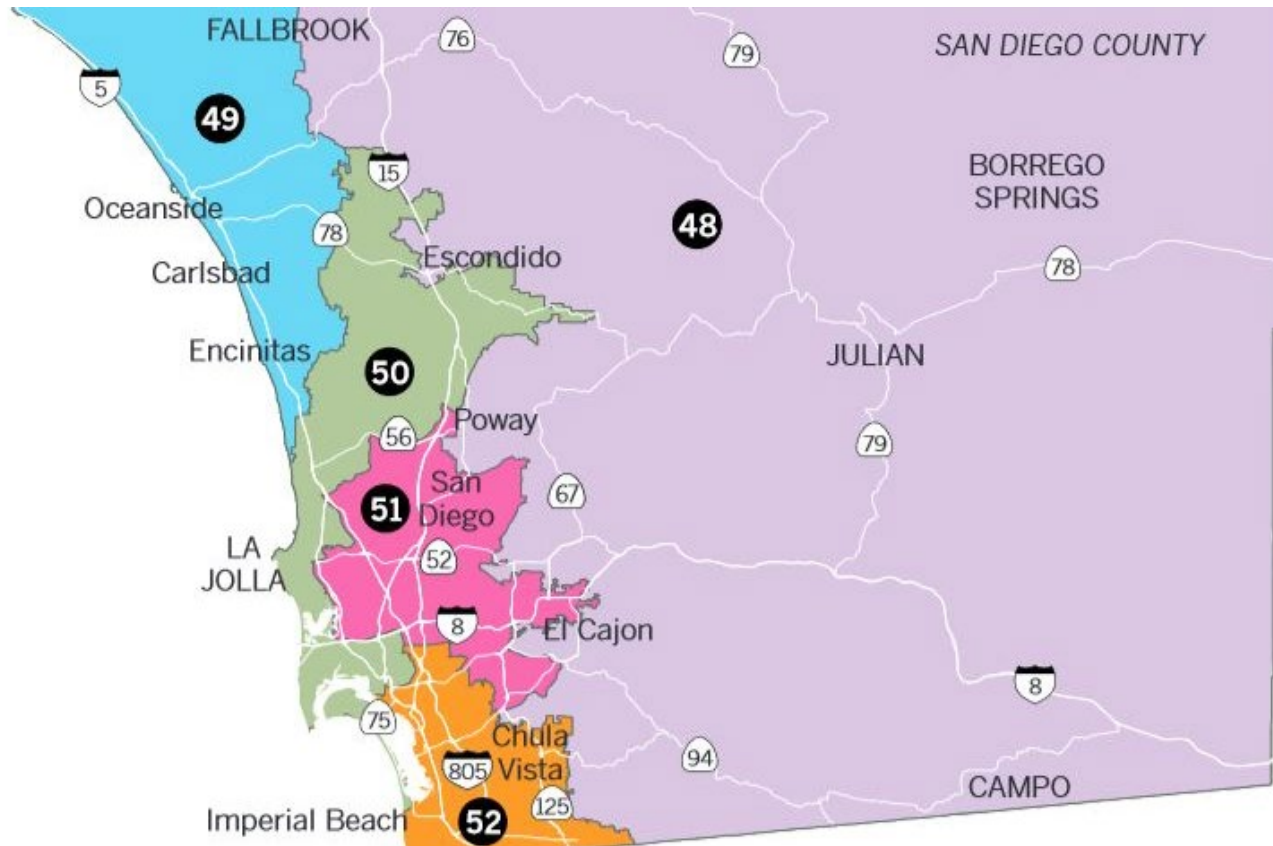 FALLBROOK
76
79
SAN DIEGO COUNTY
5
49
15
BORREGO
SPRINGS
Oceanside
78
48
Escondido
Carlsbad
78
Encinitas
50
JULIAN
Poway
56
79
San
Diego
67
51
LA
JOLLA
52
8
El Cajon
8
75
Chula
Vista
94
805
CAMPO
125
Imperial Beach
52